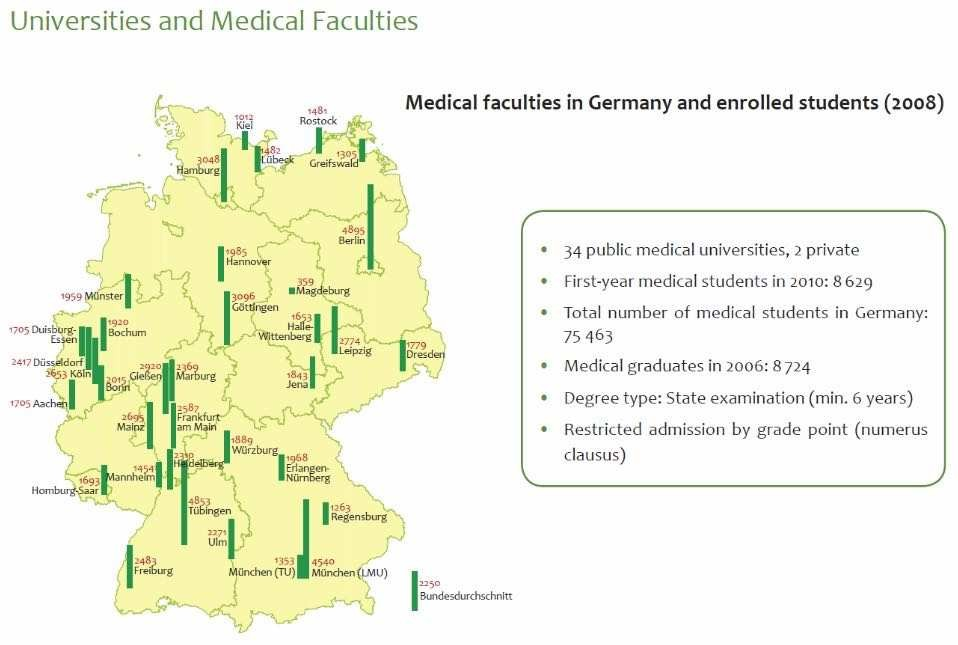 Universities and Medical Faculties
Medical faculties in Germany and enrolled students (2008)
1012
Kiel
1481
Rostock
1482
Lübeck
1305
Greifswald
3048
Hamburg
4895
Berlin
1985
Hannover
359
Magdeburg
1959 Münster
3096
Göttingen
1653
Halle-
Wittenberg
2774
Leipzig
1779
Dresden
1920
Bochum
1705 Duisburg-
Essen
2417 Düsseldorf
2653 Köln
2015
Bonn
1705 Aachen
2920
Gießen
2369
Marburg
1843
Jena
2695
Mainz
2587
Frankfurt
am Main
1889
Würzburg
1968
Erlangen-
Nürnberg
1454
Mannheim
2310
Heidelberg
1693
Homburg-Saar
4853
Tübingen
1263
Regensburg
2271
Ulm
2483
Freiburg
1353
München (TU)
4540
München (LMU)
2250
Bundesdurchschnitt
• 34 public medical universities, 2 private
• First-year medical students in 2010: 8 629
• Total number of medical students in Germany:
75 463
• Medical graduates in 2006: 8 724
• Degree type: State examination (min. 6 years)
• Restricted admission by grade point (numerus
clausus)